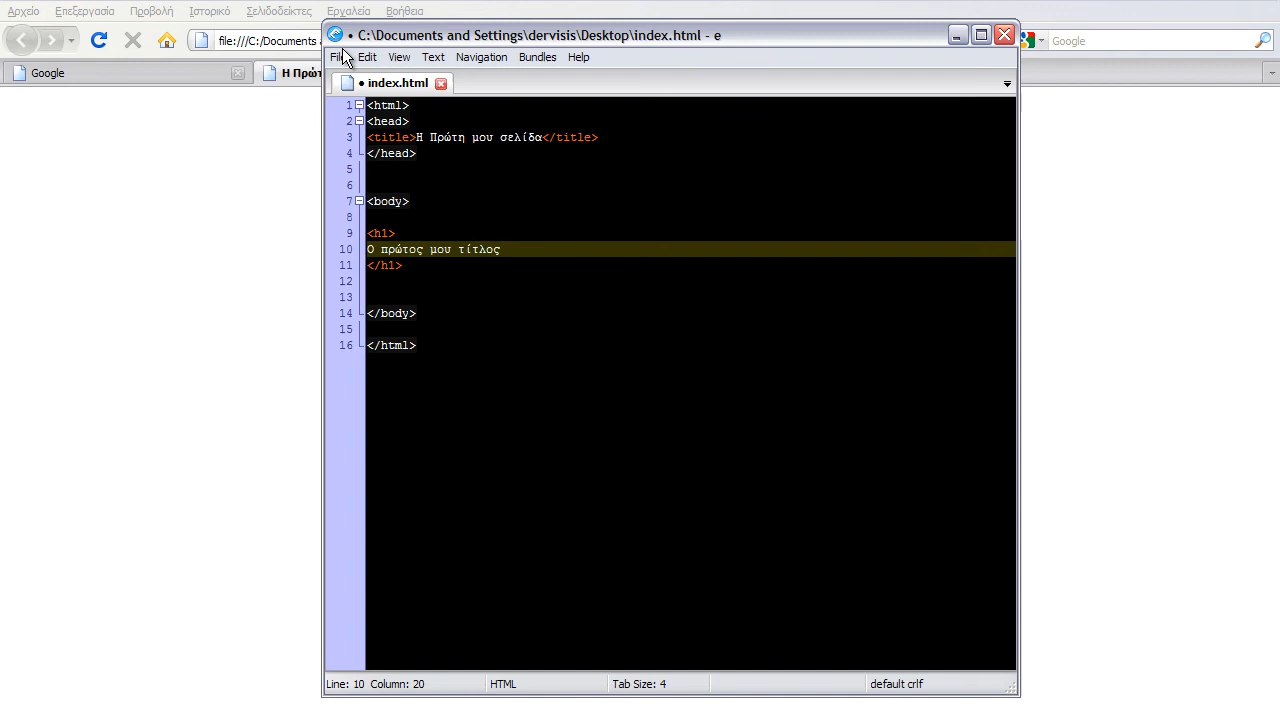 Αρχείο Επεξεργασία Προβολή Ιστορικό Σελιδοδείκτες Εργαλεία Βοήθεια
file:///C:/Documents a
Google
Google
Η Πρώτ
• C:\Documents and Settings\dervisis\Desktop\index.html - e
File Edit View Text Navigation Bundles Help
• index.html
1 <html>
2 <head>
3 <title>Η Πρώτη μου σελίδα</title>
4 </head>
5
6
7 <body>
8
9 <h1>
10 Ο πρώτος μου τίτλος
11 </h1>
12
13
14 </body>
15
16 </html>
Line: 10 Column: 20 HTML Tab Size: 4 default crlf